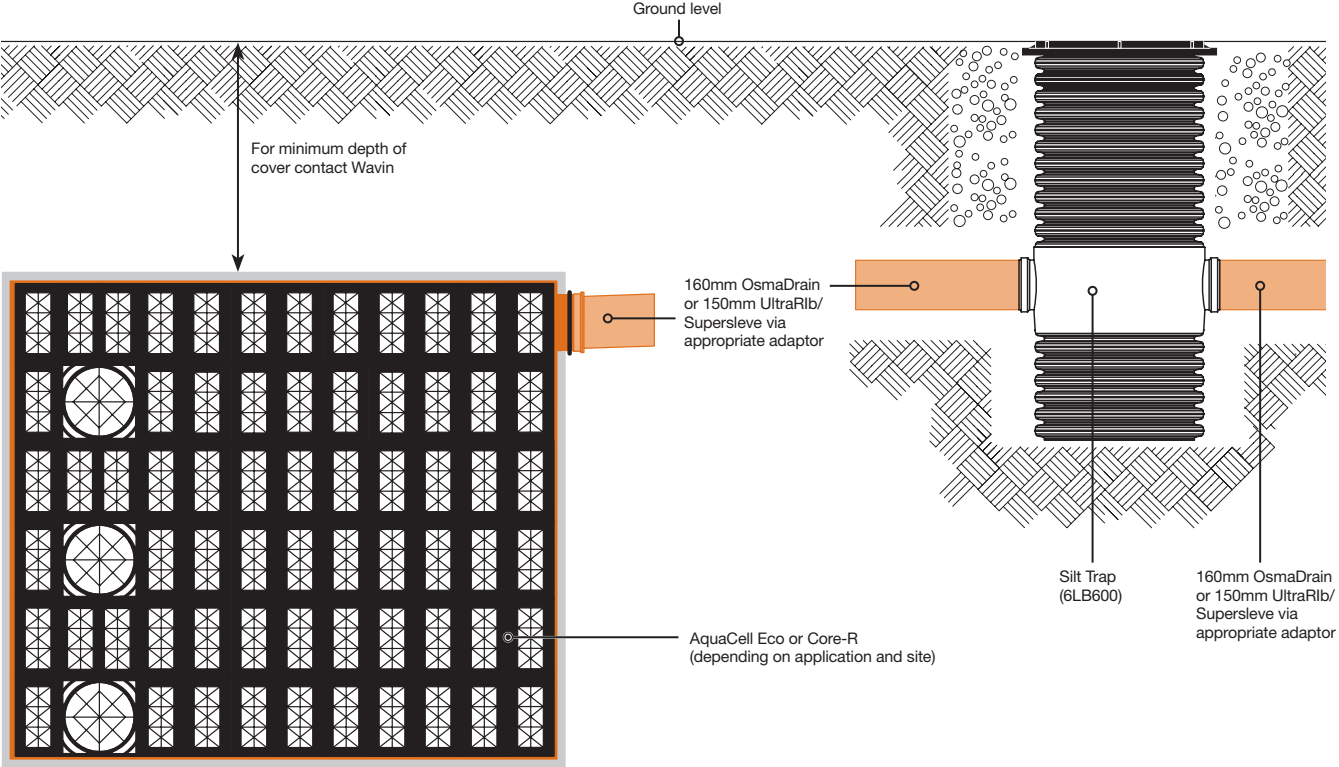 Ground level
For minimum depth of
cover contact Wavin
160mm OsmaDrain
or 150mm UltraRIb/
Supersleve via
appropriate adaptor
Silt Trap
(6LB600)
160mm OsmaDrain
or 150mm UltraRIb/
Supersleve via
appropriate adaptor
AquaCell Eco or Core-R
(depending on application and site)